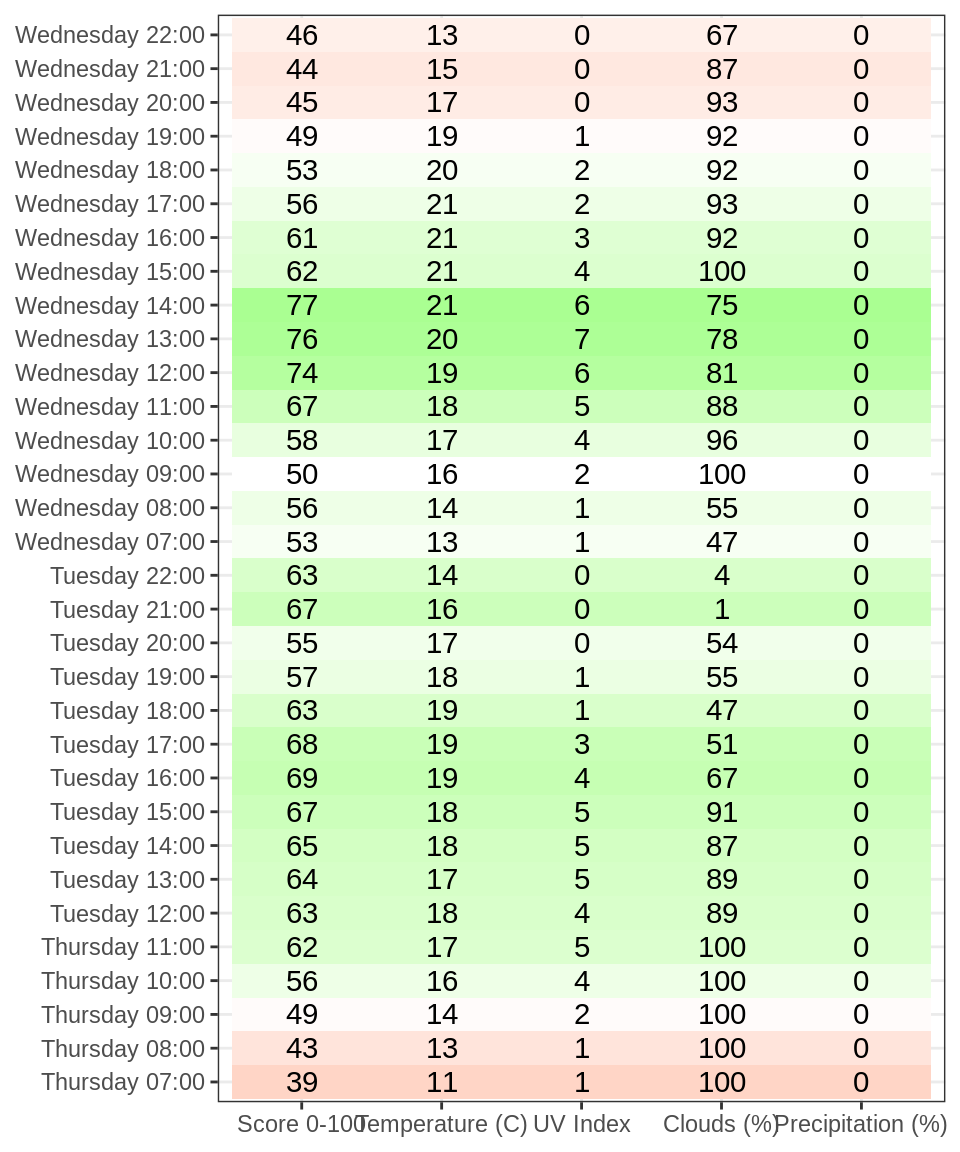 Wednesday 22:00 46 13 0 67 0
Wednesday 21:00 44 15 0 87 0
Wednesday 20:00 45 17 0 93 0
Wednesday 19:00 49 19 1 92 0
Wednesday 18:00 53 20 2 92 0
Wednesday 17:00 56 21 2 93 0
Wednesday 16:00 61 21 3 92 0
Wednesday 15:00 62 21 4 100 0
Wednesday 14:00 77 21 6 75 0
Wednesday 13:00 76 20 7 78 0
Wednesday 12:00 74 19 6 81 0
Wednesday 11:00 67 18 5 88 0
Wednesday 10:00 58 17 4 96 0
Wednesday 09:00 50 16 2 100 0
Wednesday 08:00 56 14 1 55 0
Wednesday 07:00 53 13 1 47 0
Tuesday 22:00 63 14 0 4 0
Tuesday 21:00 67 16 0 1 0
Tuesday 20:00 55 17 0 54 0
Tuesday 19:00 57 18 1 55 0
Tuesday 18:00 63 19 1 47 0
Tuesday 17:00 68 19 3 51 0
Tuesday 16:00 69 19 4 67 0
Tuesday 15:00 67 18 5 91 0
Tuesday 14:00 65 18 5 87 0
Tuesday 13:00 64 17 5 89 0
Tuesday 12:00 63 18 4 89 0
Thursday 11:00 62 17 5 100 0
Thursday 10:00 56 16 4 100 0
Thursday 09:00 49 14 2 100 0
Thursday 08:00 43 13 1 100 0
Thursday 07:00 39 11 1 100 0
Score 0-100 Temperature (C) UV Index Clouds (%) Precipitation (%)